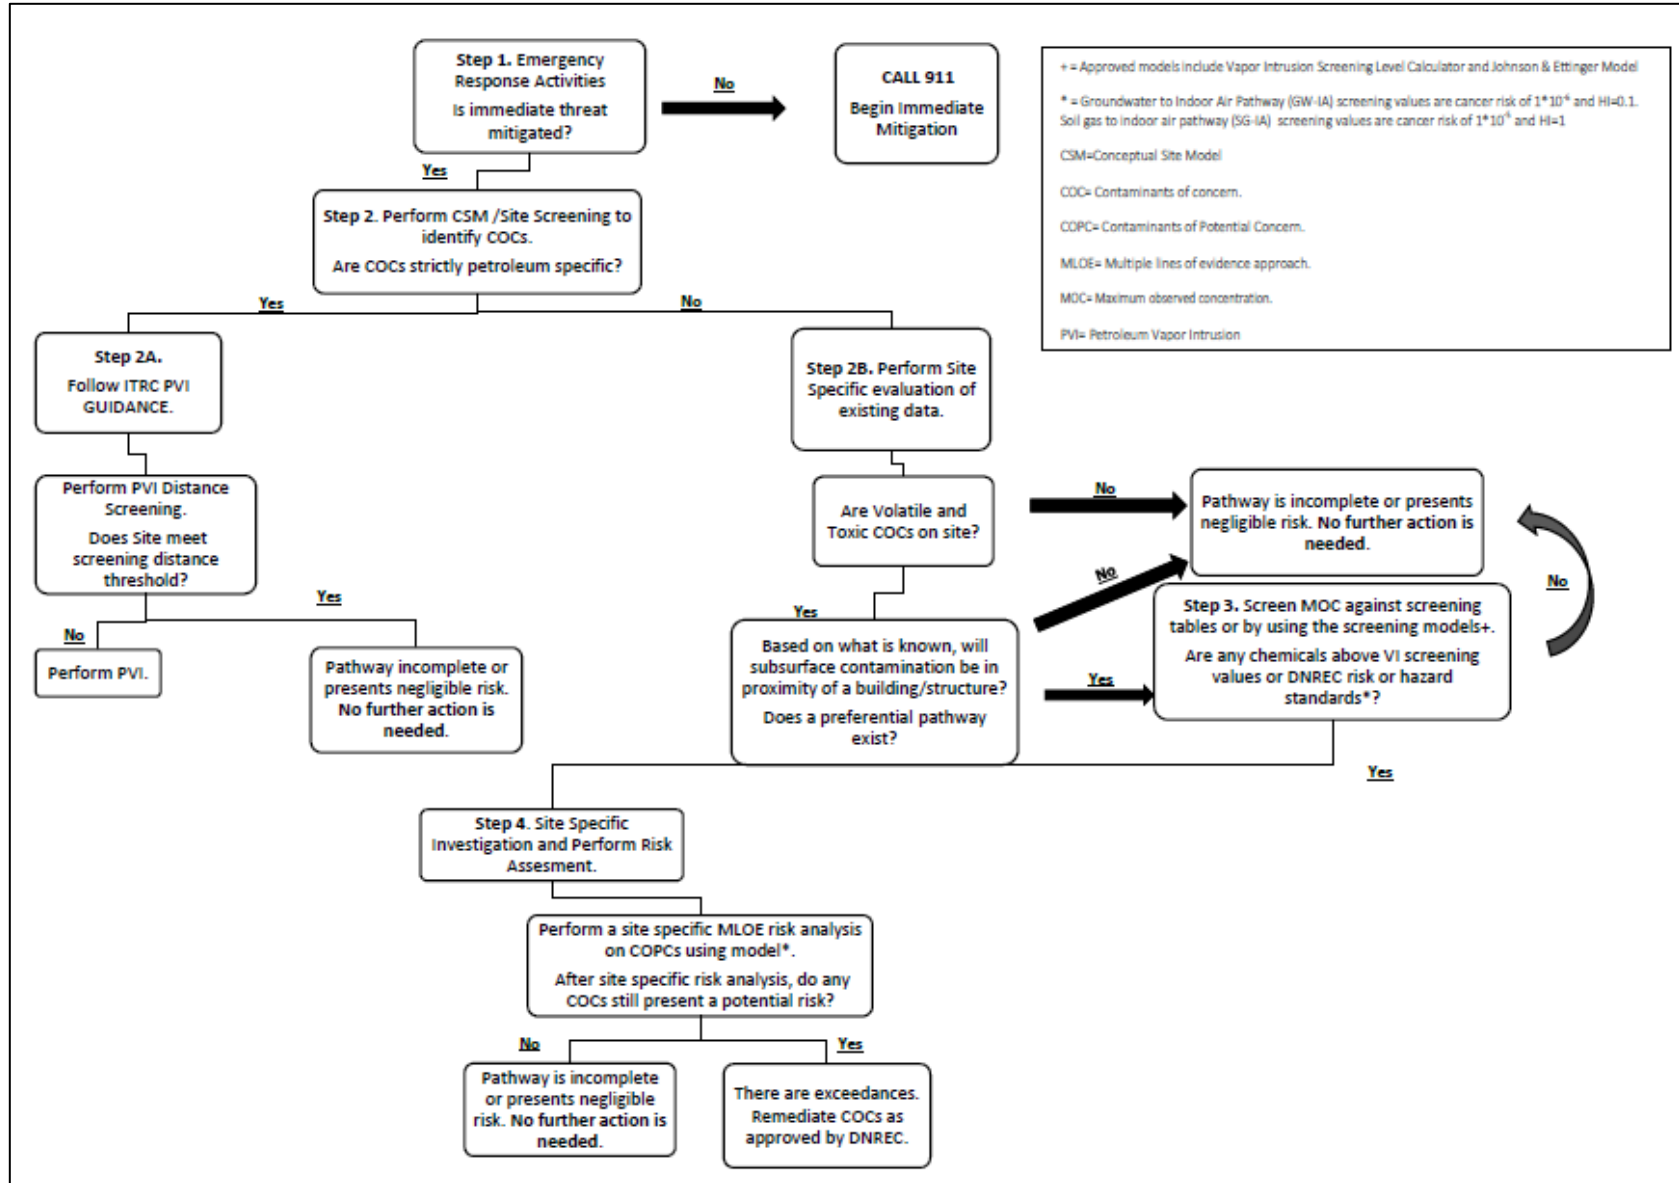 Step 1. Emergency
Response Activities
Is immediate threat
mitigated?
No
CALL 911
Begin Immediate
Mitigation
+ = Approved models include Vapor Intrusion Screening Level Calculator and Johnson & Ettinger Model
* = Groundwater to Indoor Air Pathway (GW-IA) screening values are cancer risk of 1*10⁻⁶ and HI=0.1.
Soil gas to indoor air pathway (SG-IA) screening values are cancer risk of 1*10⁻⁵ and HI=1
CSM=Conceptual Site Model
COC= Contaminants of concern.
COPC= Contaminants of Potential Concern.
MLOE= Multiple lines of evidence approach.
MOC= Maximum observed concentration.
PVI= Petroleum Vapor Intrusion
Yes
Step 2. Perform CSM /Site Screening to
identify COCs.
Are COCs strictly petroleum specific?
Yes
No
Step 2A.
Follow ITRC PVI
GUIDANCE.
Step 2B. Perform Site
Specific evaluation of
existing data.
Perform PVI Distance
Screening.
Does Site meet
screening distance
threshold?
Are Volatile and
Toxic COCs on site?
No
Pathway is incomplete or presents
negligible risk. No further action is
needed.
No
Yes
No
Perform PVI.
Yes
Pathway incomplete or
presents negligible risk.
No further action is
needed.
Based on what is known, will
subsurface contamination be in
proximity of a building/structure?
Does a preferential pathway
exist?
Yes
Step 3. Screen MOC against screening
tables or by using the screening models+.
Are any chemicals above VI screening
values or DNREC risk or hazard
standards*?
No
Yes
Step 4. Site Specific
Investigation and Perform Risk
Assesment.
Perform a site specific MLOE risk analysis
on COPCs using model*.
After site specific risk analysis, do any
COCs still present a potential risk?
No
Yes
Pathway is incomplete
or presents negligible
risk. No further action is
needed.
There are exceedances.
Remediate COCs as
approved by DNREC.